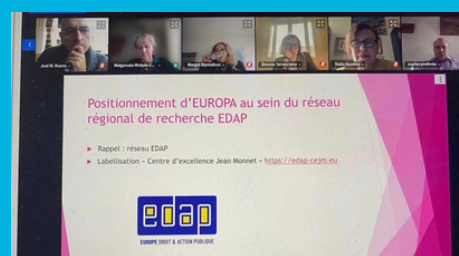 Positionnement d'EUROPA au sein du réseau
régional de recherche EDAP
Rappel : réseau EDAP
Labellisation « Centre d'excellence Jean Monnet » https://edap-cejm.eu
edap
EUROPE DROIT & ACTION PUBLIQUE